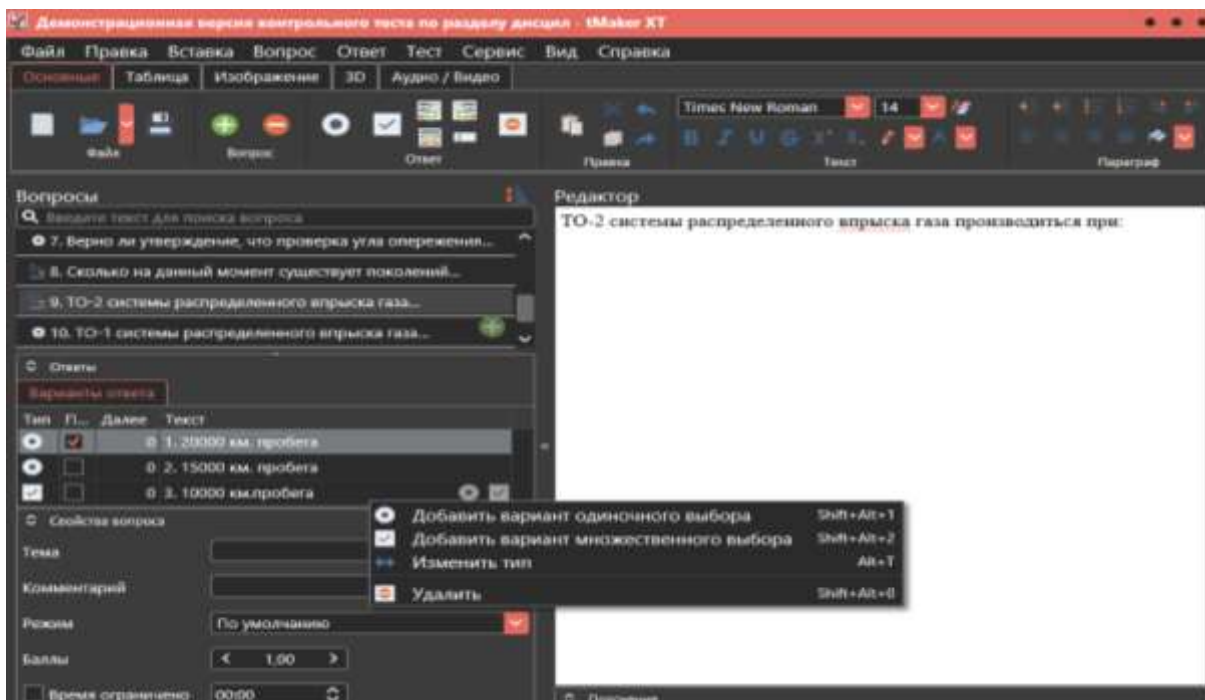 Демонстрационная версия контрольного теста по разделу дисцип - tMaker XT
Файл Правка Вставка Вопрос Ответ Тест Сервис Вид Справка
Основные Таблица Изображение 3D Аудио / Видео
Times New Roman 14
Файл Вопрос Ответ Правка Текст Параграф
Вопросы
Введите текст для поиска вопроса
7. Верно ли утверждение, что проверка угла опережения...
8. Сколько на данный момент существует поколений...
9. ТО-2 системы распределенного впрыска газа...
10. ТО-1 системы распределенного впрыска газа...
Ответы
Варианты ответа
Тип П... Далее Текст
0 1. 20000 км. пробега
0 2. 15000 км. пробега
0 3. 10000 км.пробега
Свойства вопроса
Тема
Комментарий
Режим По умолчанию
Баллы 1,00
Время ограничено 00:00
Добавить вариант одиночного выбора Shift+Alt+1
Добавить вариант множественного выбора Shift+Alt+2
Изменить тип Alt+T
Удалить Shift+Alt+0
Редактор
ТО-2 системы распределенного впрыска газа производиться при:
Пояснение